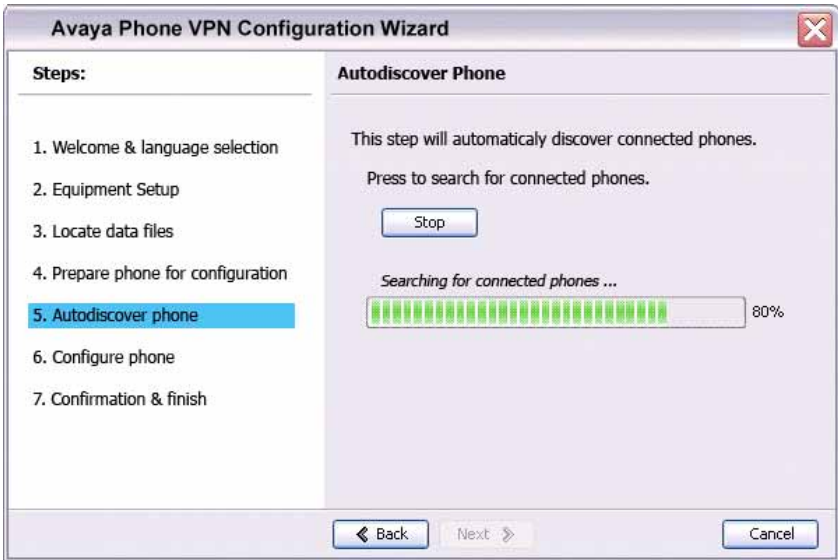 Avaya Phone VPN Configuration Wizard
Steps:
1. Welcome & language selection
2. Equipment Setup
3. Locate data files
4. Prepare phone for configuration
5. Autodiscover phone
6. Configure phone
7. Confirmation & finish
Autodiscover Phone
This step will automaticaly discover connected phones.
Press to search for connected phones.
Stop
Searching for connected phones ...
80%
Back
Next
Cancel